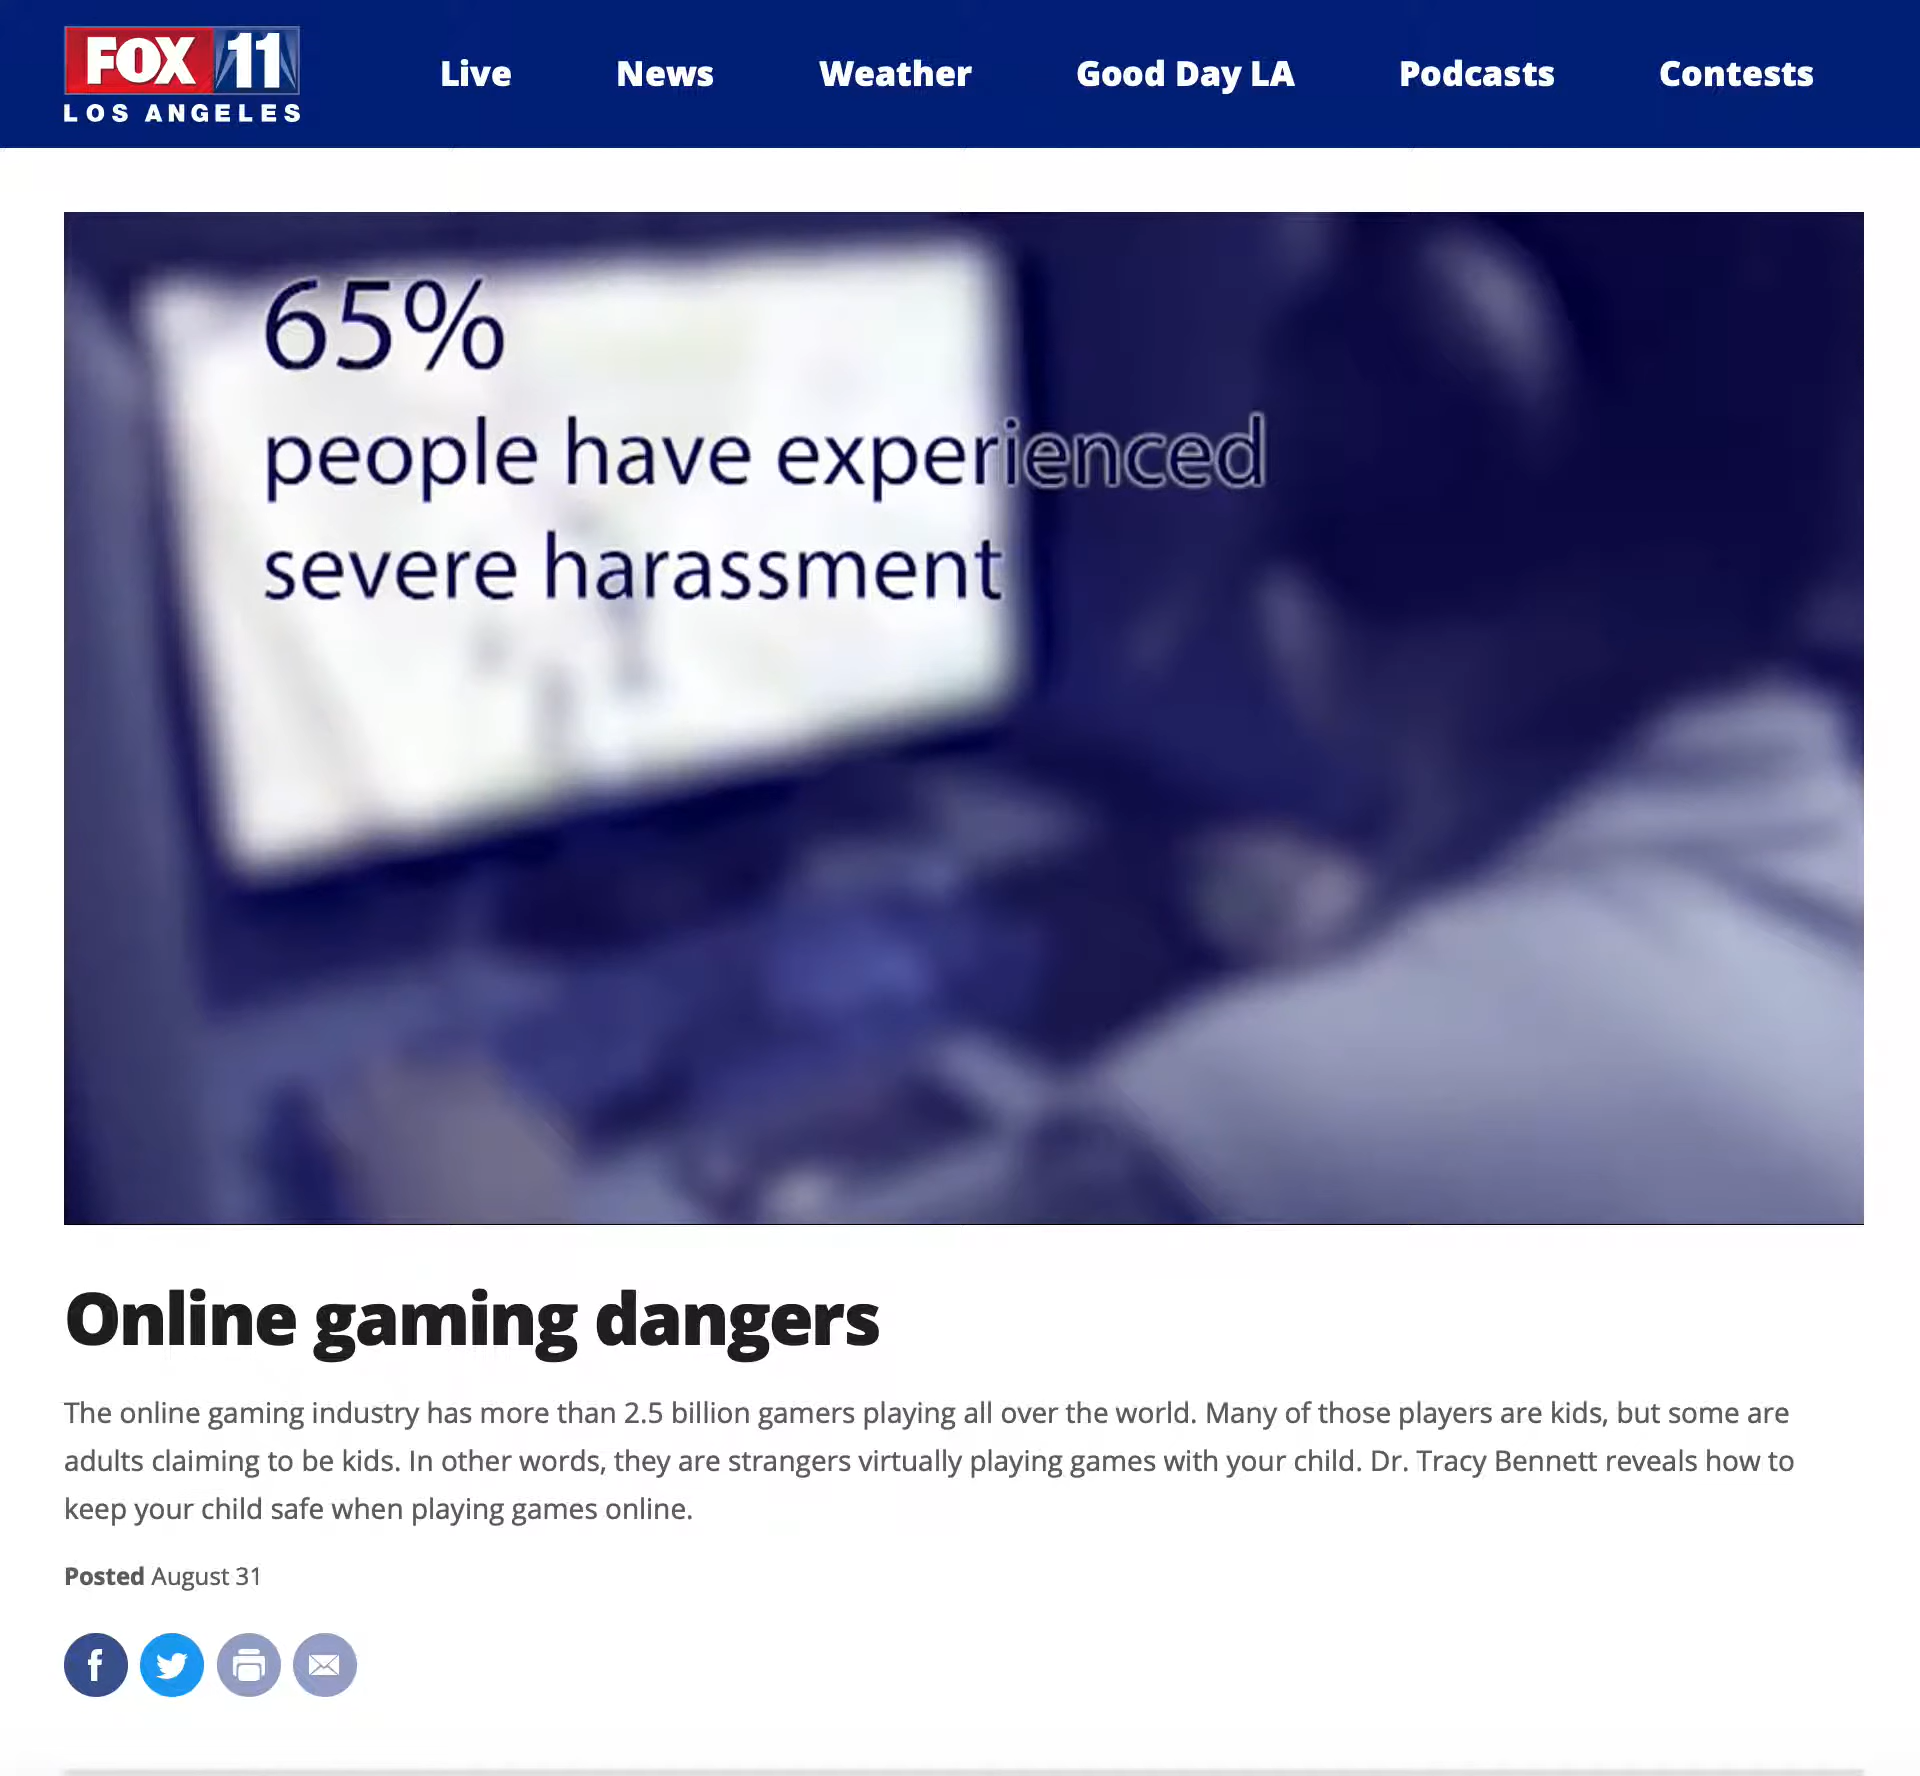 FOX 11
LOS ANGELES
Live
News
Weather
Good Day LA
Podcasts
Contests
65%
people have experienced
severe harassment
Online gaming dangers
The online gaming industry has more than 2.5 billion gamers playing all over the world. Many of those players are kids, but some are
adults claiming to be kids. In other words, they are strangers virtually playing games with your child. Dr. Tracy Bennett reveals how to
keep your child safe when playing games online.
Posted August 31